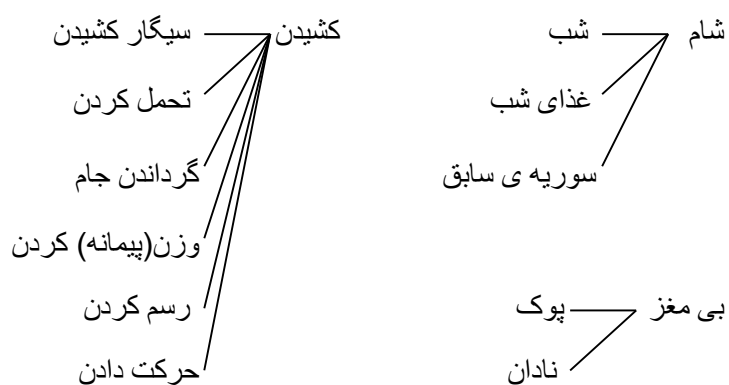 شام
شب
غذای شب
سوریه ی سابق
بی مغز
پوک
نادان
کشیدن
سیگار کشیدن
تحمل کردن
گرداندن جام
وزن(پیمانه) کردن
رسم کردن
حرکت دادن